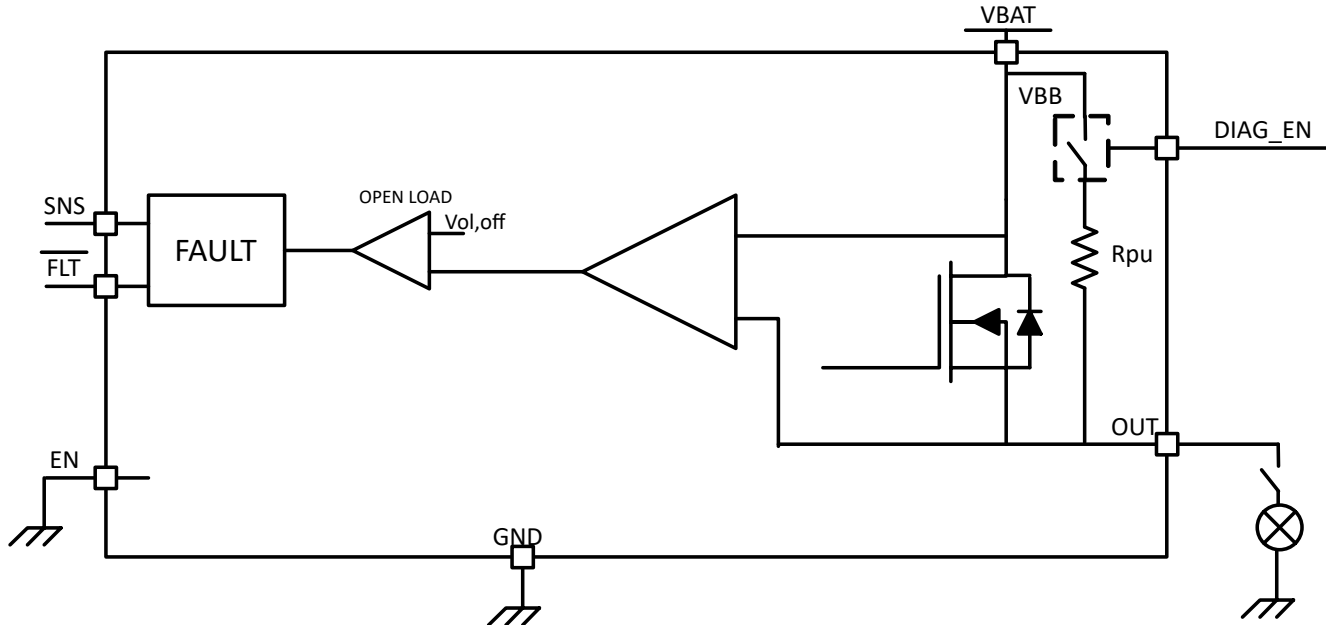 VBAT
VBB
DIAG_EN
SNS
OPEN LOAD
Vol,off
FAULT
Rpu
FLT
OUT
EN
GND